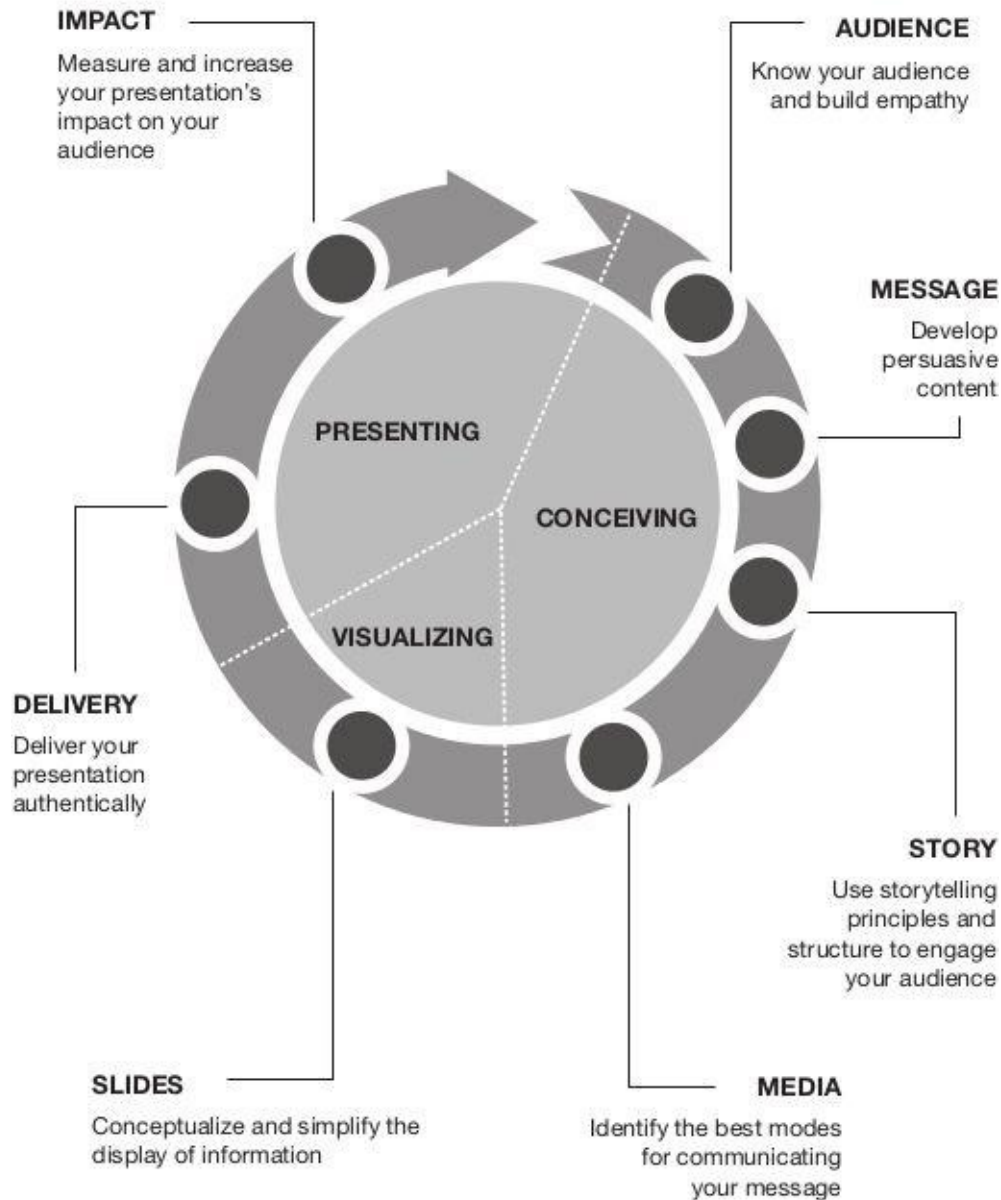 IMPACT
Measure and increase
your presentation's
impact on your
audience
AUDIENCE
Know your audience
and build empathy
MESSAGE
Develop
persuasive
content
PRESENTING
CONCEIVING
VISUALIZING
DELIVERY
Deliver your
presentation
authentically
STORY
Use storytelling
principles and
structure to engage
your audience
SLIDES
Conceptualize and simplify the
display of information
MEDIA
Identify the best modes
for communicating
your message